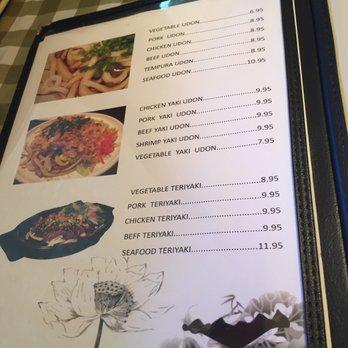 VEGETABLE UDON........................6.95
PORK UDON........................8.95
CHICKEN UDON........................8.95
BEEF UDON........................8.95
TEMPURA UDON........................8.95
SEAFOOD UDON........................10.95
CHICKEN YAKI UDON..................9.95
PORK YAKI UDON..................9.95
BEEF YAKI UDON..................9.95
SHRIMP YAKI UDON..................9.95
VEGETABLE YAKI UDON..................7.95
VEGETABLE TERIYAKI..................8.95
PORK TERIYAKI........................9.95
CHICKEN TERIYAKI........................9.95
BEFF TERIYAKI........................9.95
SEAFOOD TERIYAKI........................11.95